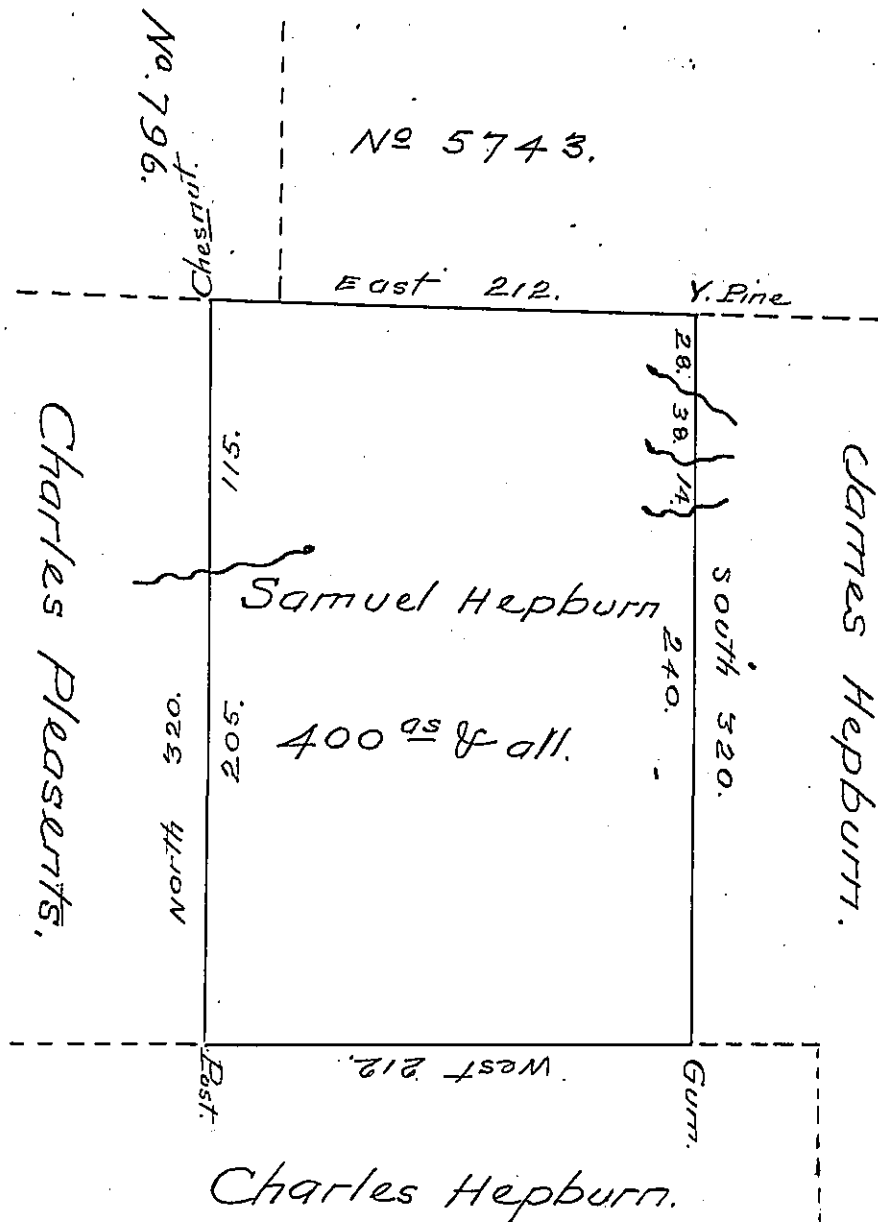 No. 796.
Chesnut.
Nº 5743.
East 212.
Y. Pine
28.
38.
14.
240.
South 320.
James Hepburn.
115.
205.
North 320.
Charles Pleasents,
Samuel Hepburn
400 as & all.
Post.
West 212.
Gum.
Charles Hepburn.